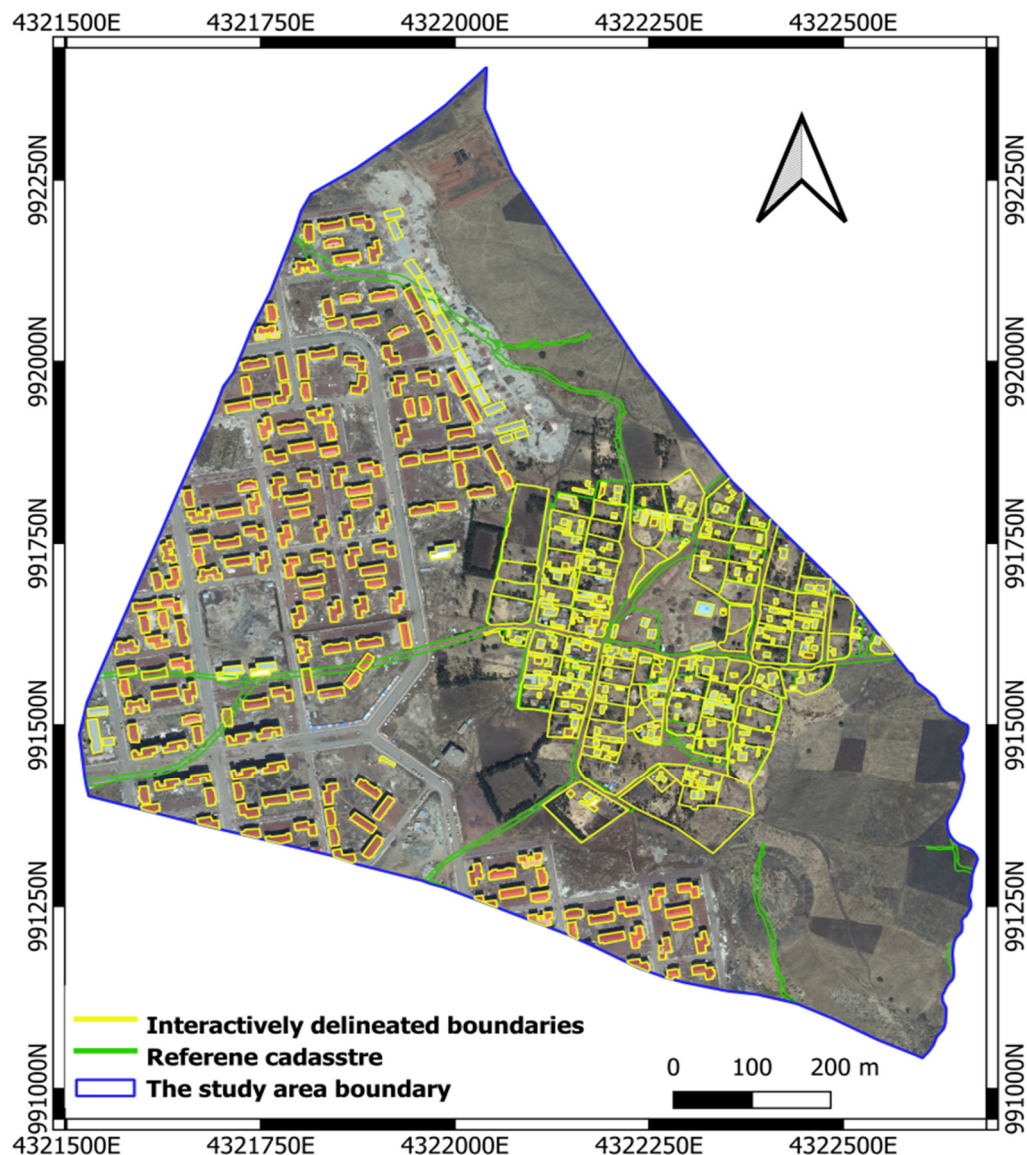 4321500E 4321750E 4322000E 4322250E 4322500E
992250N 992250N
992000N 992000N
991750N 991750N
991500N 991500N
991250N 991250N
991000N 991000N
Interactively delineated boundaries
Referene cadasstre
The study area boundary
0 100 200 m
4321500E 4321750E 4322000E 4322250E 4322500E